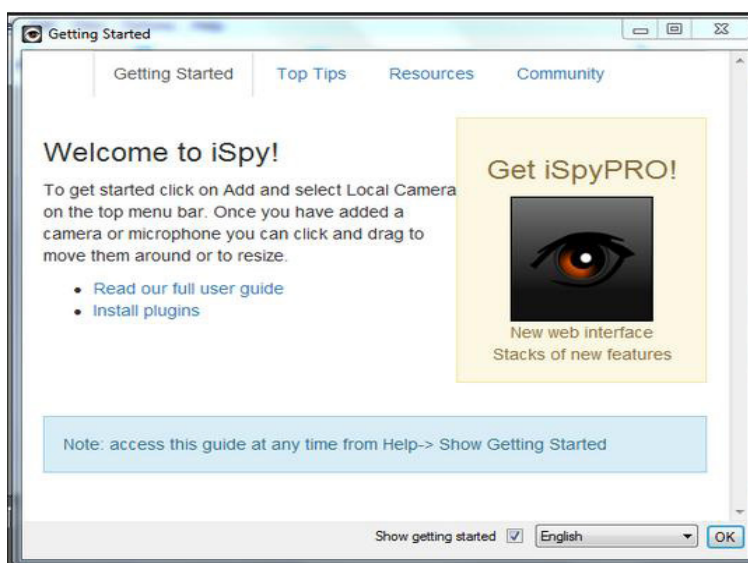 Getting Started
Getting Started
Top Tips
Resources
Community
Welcome to iSpy!
To get started click on Add and select Local Camera
on the top menu bar. Once you have added a
camera or microphone you can click and drag to
move them around or to resize.
Read our full user guide
Install plugins
Get iSpyPRO!
New web interface
Stacks of new features
Note: access this guide at any time from Help-> Show Getting Started
Show getting started
English
OK